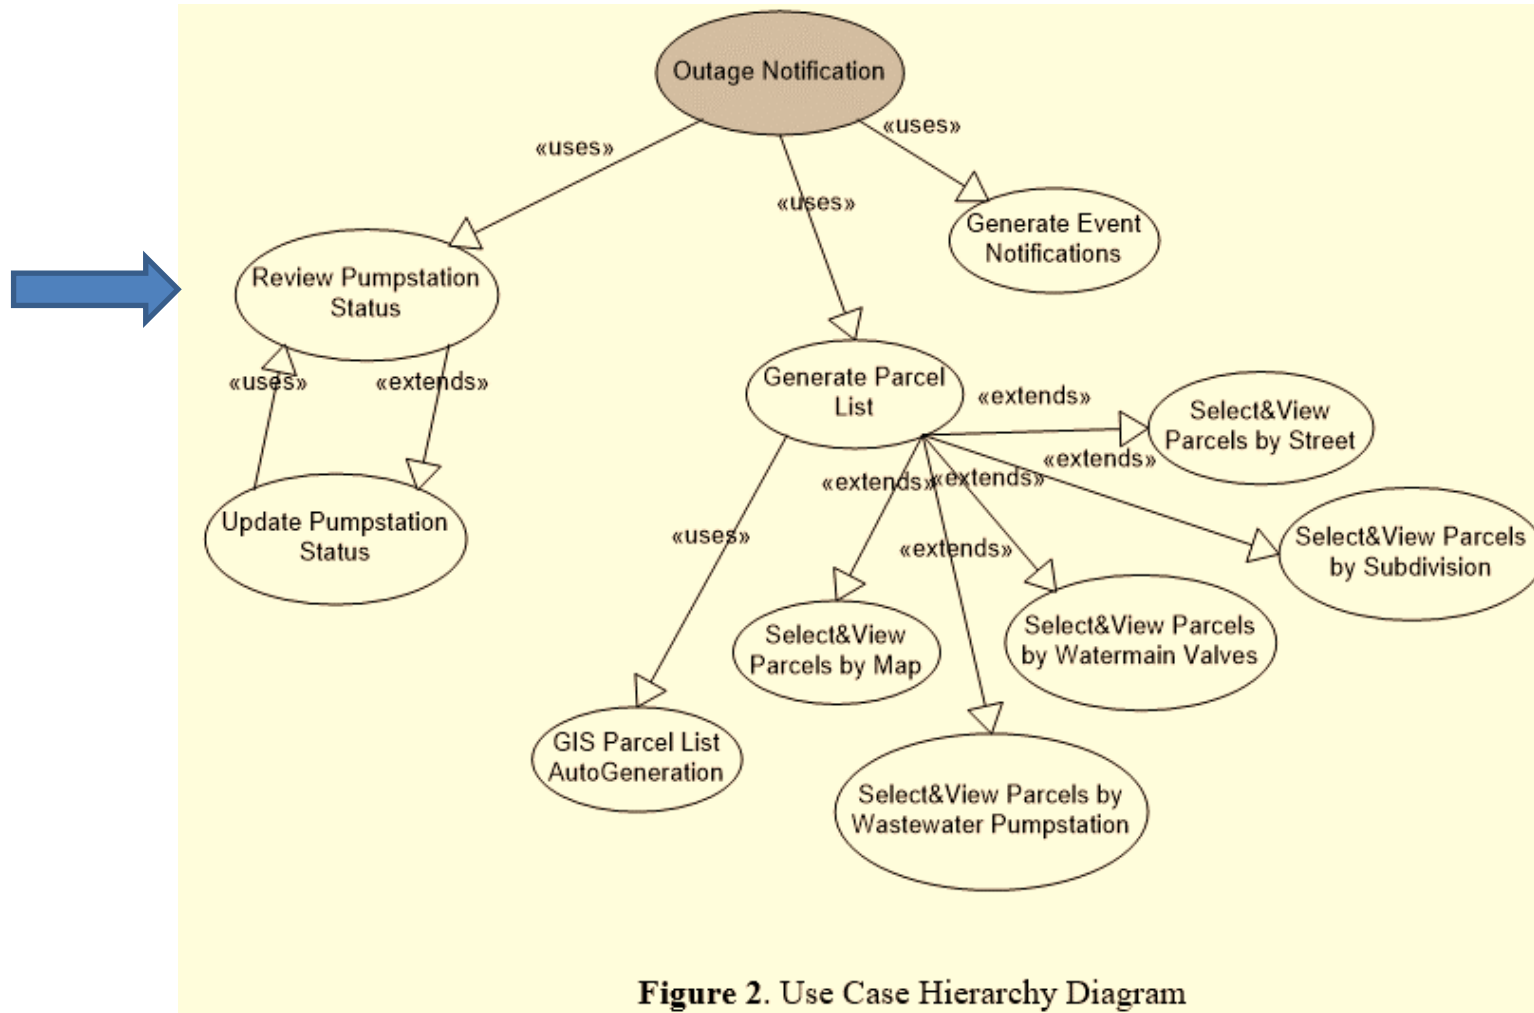 Outage Notification
«uses»
«uses»
«uses»
Generate Event
Notifications
Review Pumpstation
Status
«uses»
«extends»
Generate Parcel
List
«extends»
Select&View
Parcels by Street
«extends»
«extends»
«extends»
Update Pumpstation
Status
«uses»
«extends»
Select&View Parcels
by Subdivision
Select&View
Parcels by Map
Select&View Parcels
by Watermain Valves
GIS Parcel List
AutoGeneration
Select&View Parcels by
Wastewater Pumpstation
Figure 2. Use Case Hierarchy Diagram